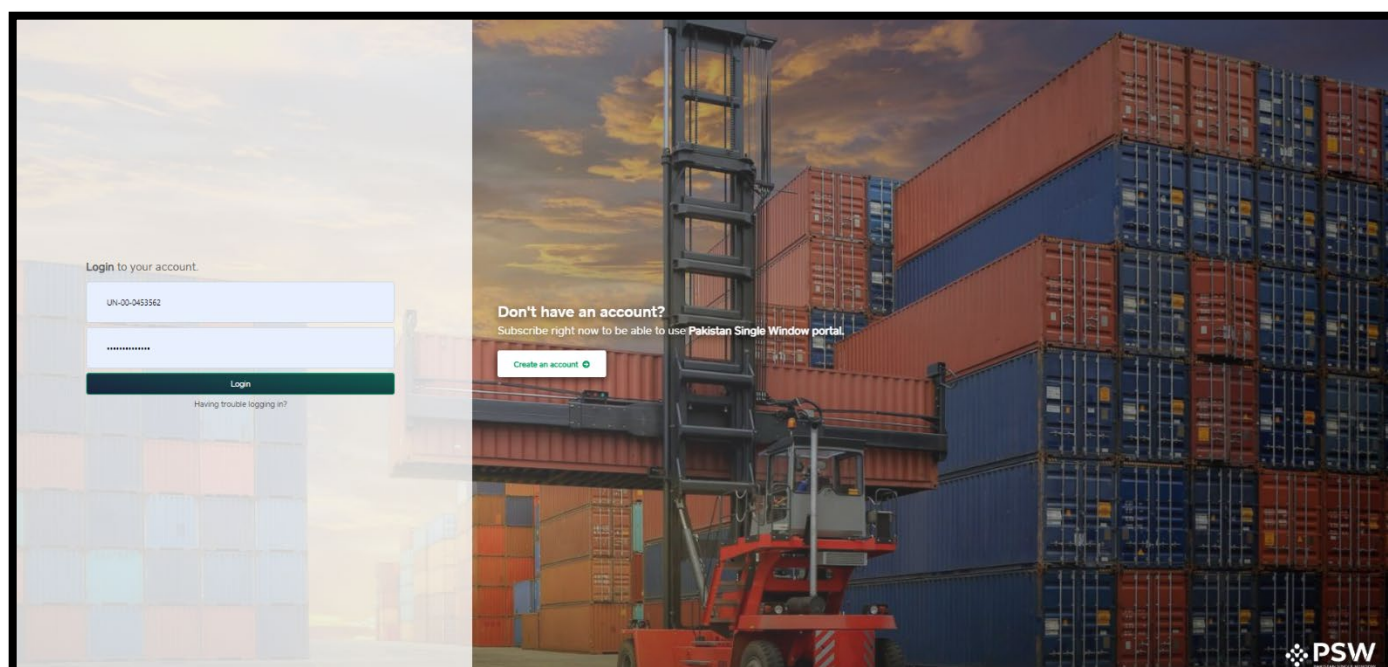 Login to your account.
UN-00-0453562
••••••••••••••
Login
Having trouble logging in?
Don't have an account?
Subscribe right now to be able to use Pakistan Single Window portal.
Create an account
PSW